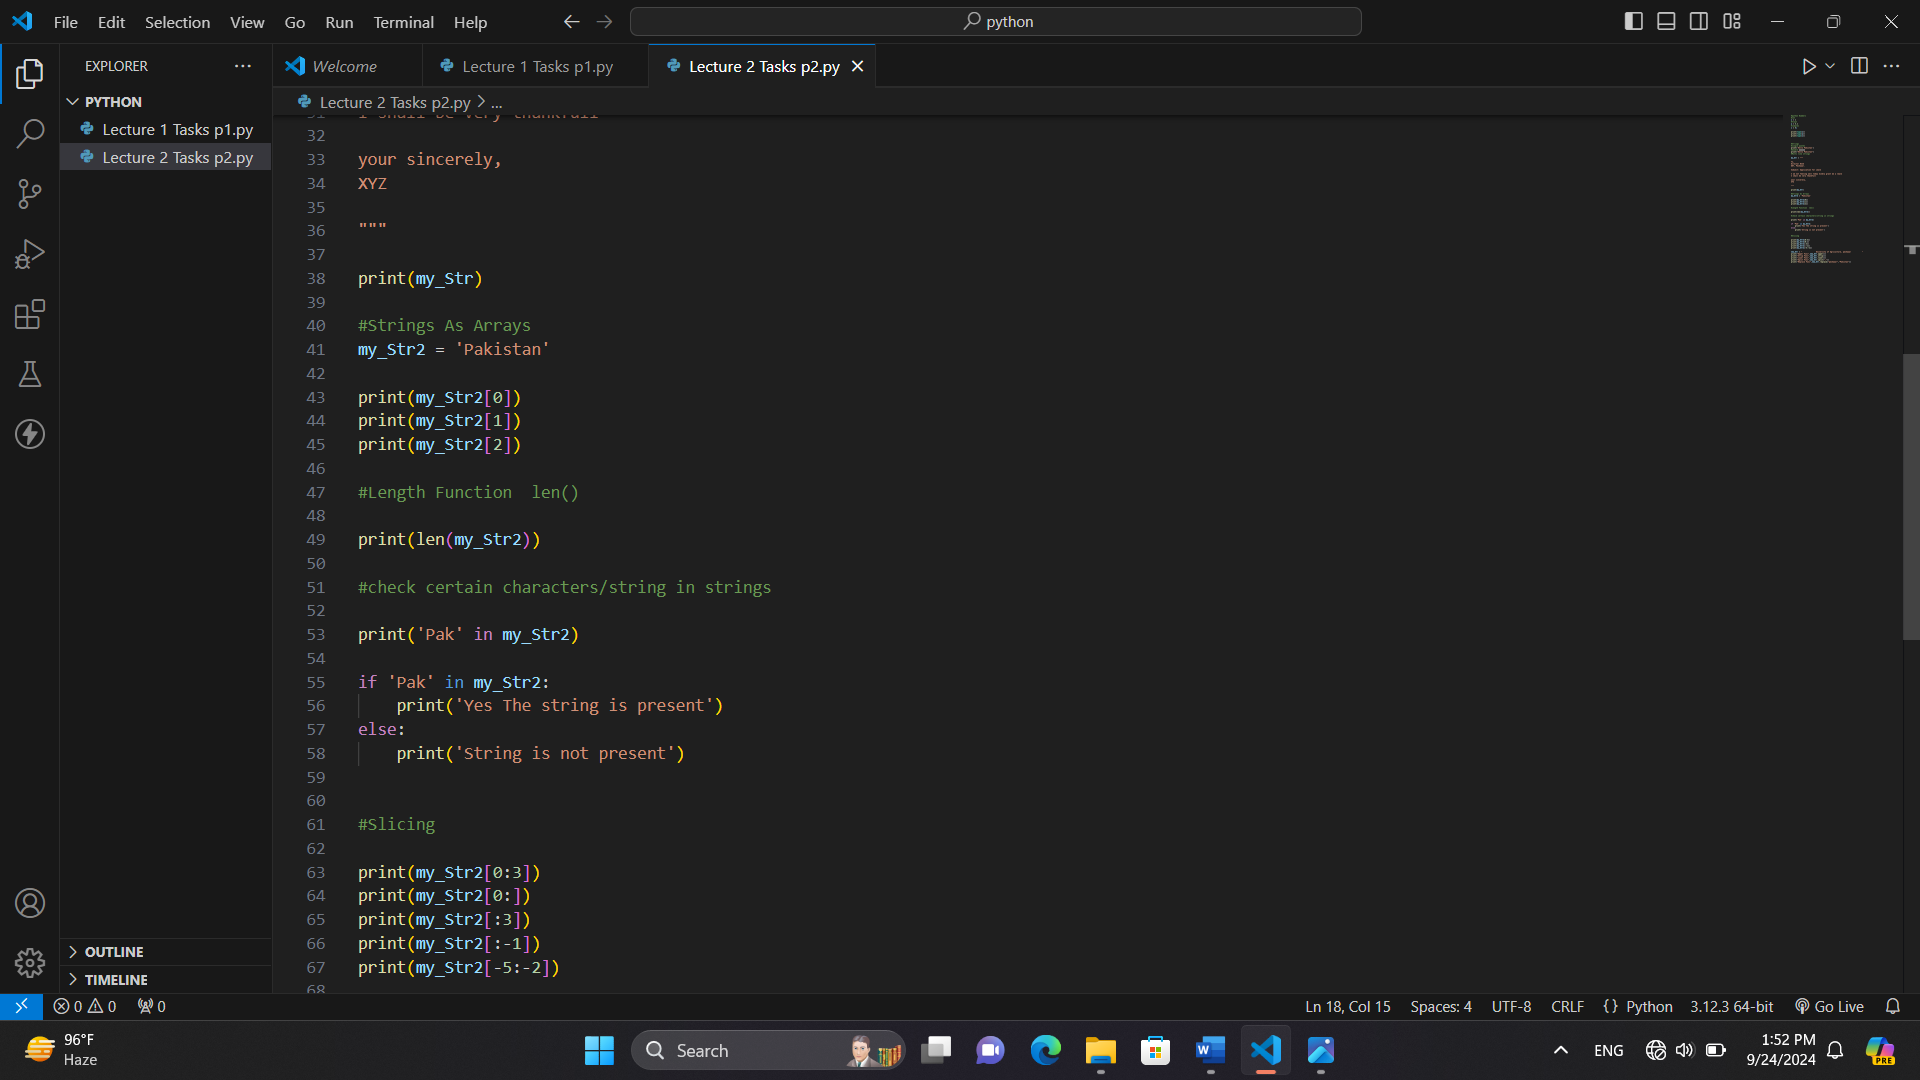 File Edit Selection View Go Run Terminal Help
python
EXPLORER
Welcome
Lecture 1 Tasks p1.py
Lecture 2 Tasks p2.py
PYTHON
Lecture 1 Tasks p1.py
Lecture 2 Tasks p2.py
Lecture 2 Tasks p2.py > ...
31 I shall be very thankfull
32
33 your sincerely,
34 XYZ
35
36 """
37
38 print(my_Str)
39
40 #Strings As Arrays
41 my_Str2 = 'Pakistan'
42
43 print(my_Str2[0])
44 print(my_Str2[1])
45 print(my_Str2[2])
46
47 #Length Function  len()
48
49 print(len(my_Str2))
50
51 #check certain characters/string in strings
52
53 print('Pak' in my_Str2)
54
55 if 'Pak' in my_Str2:
56     print('Yes The string is present')
57 else:
58     print('String is not present')
59
60
61 #Slicing
62
63 print(my_Str2[0:3])
64 print(my_Str2[0:])
65 print(my_Str2[:3])
66 print(my_Str2[:-1])
67 print(my_Str2[-5:-2])
68
OUTLINE
TIMELINE
0 0 0
Ln 18, Col 15 Spaces: 4 UTF-8 CRLF {} Python 3.12.3 64-bit Go Live
96°F
Haze
Search
ENG
1:52 PM
9/24/2024
PRE